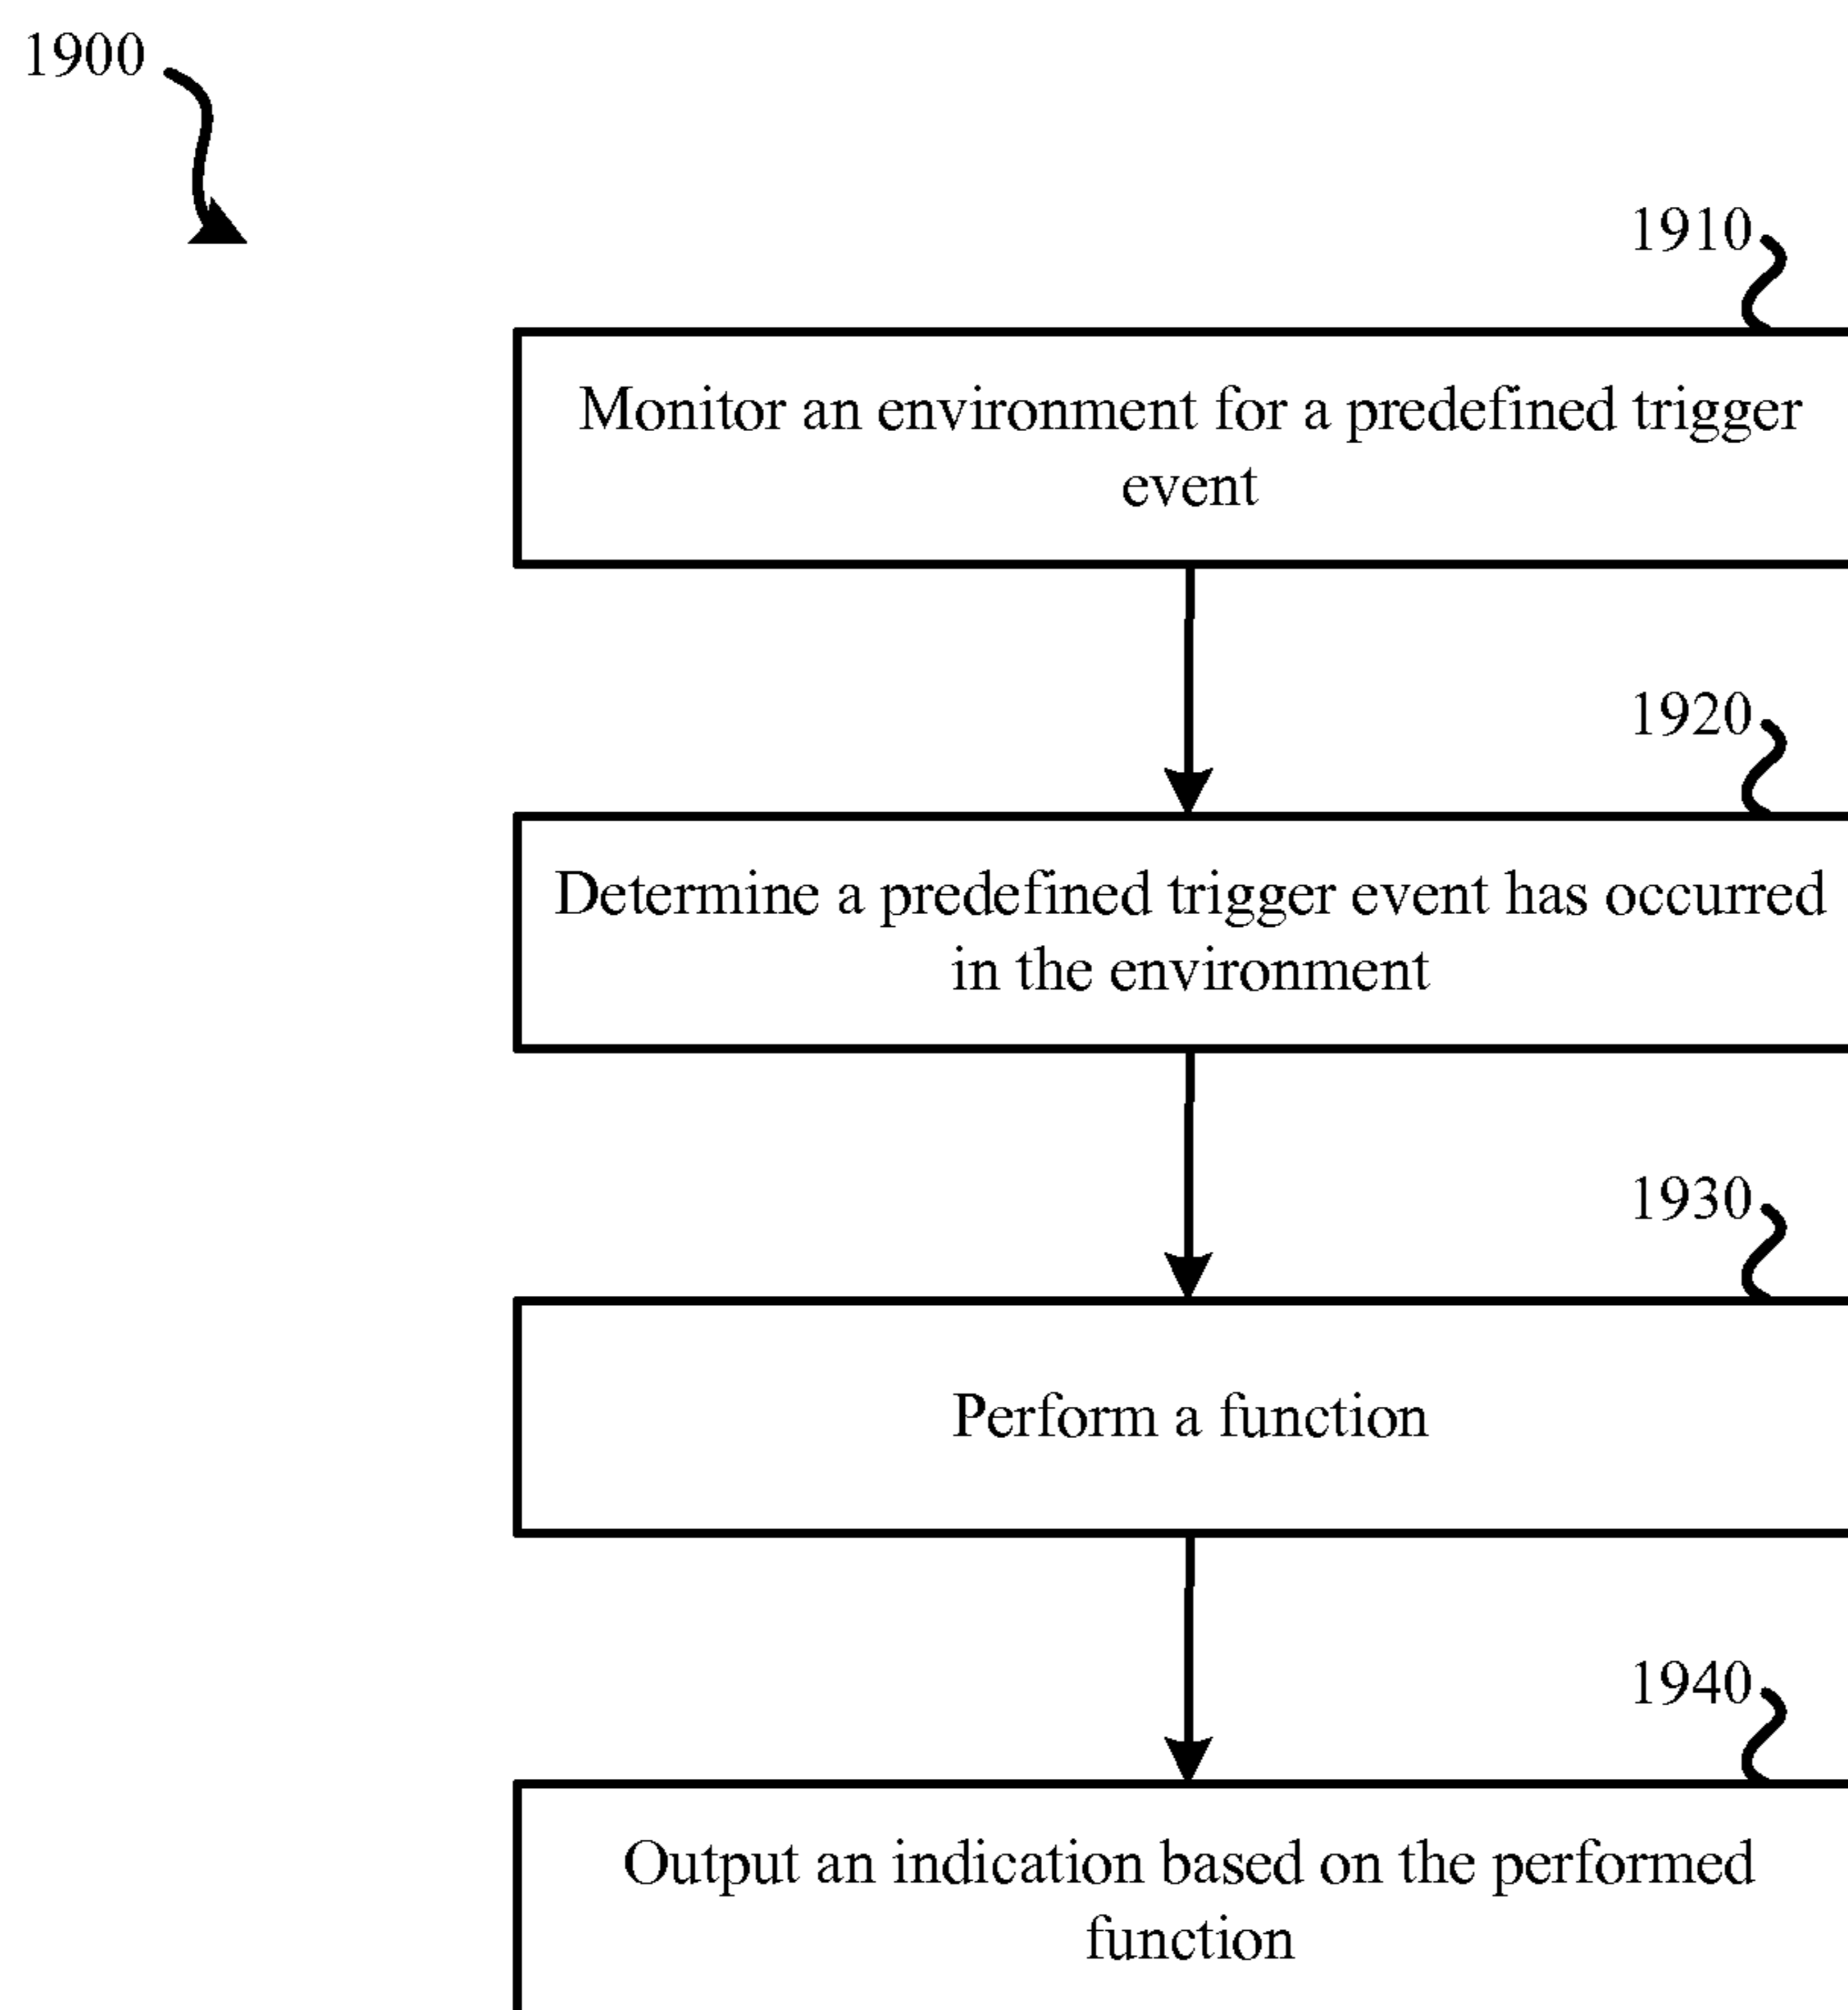 1900
1910
Monitor an environment for a predefined trigger
event
1920
Determine a predefined trigger event has occurred
in the environment
1930
Perform a function
1940
Output an indication based on the performed
function